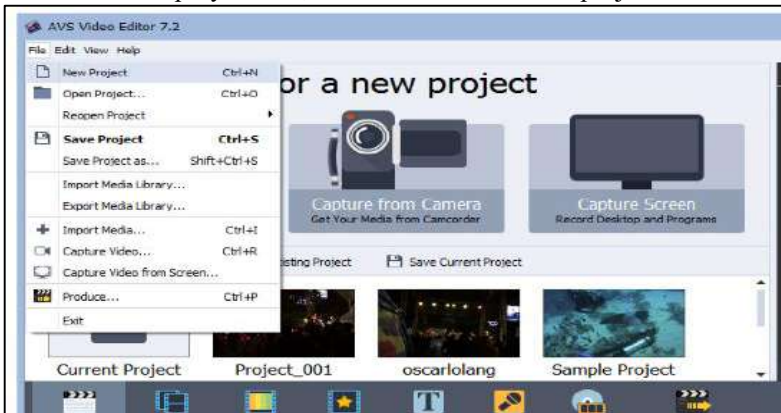 AVS Video Editor 7.2
File Edit View Help
New Project Ctrl+N
Open Project... Ctrl+O
Reopen Project
Save Project Ctrl+S
Save Project as... Shift+Ctrl+S
Import Media Library...
Export Media Library...
Import Media... Ctrl+I
Capture Video... Ctrl+R
Capture Video from Screen...
Produce... Ctrl+P
Exit
or a new project
Capture from Camera
Get Your Media from Camcorder
Capture Screen
Record Desktop and Programs
Project
Save Current Project
Current Project
Project_001
oscarlolang
Sample Project
T